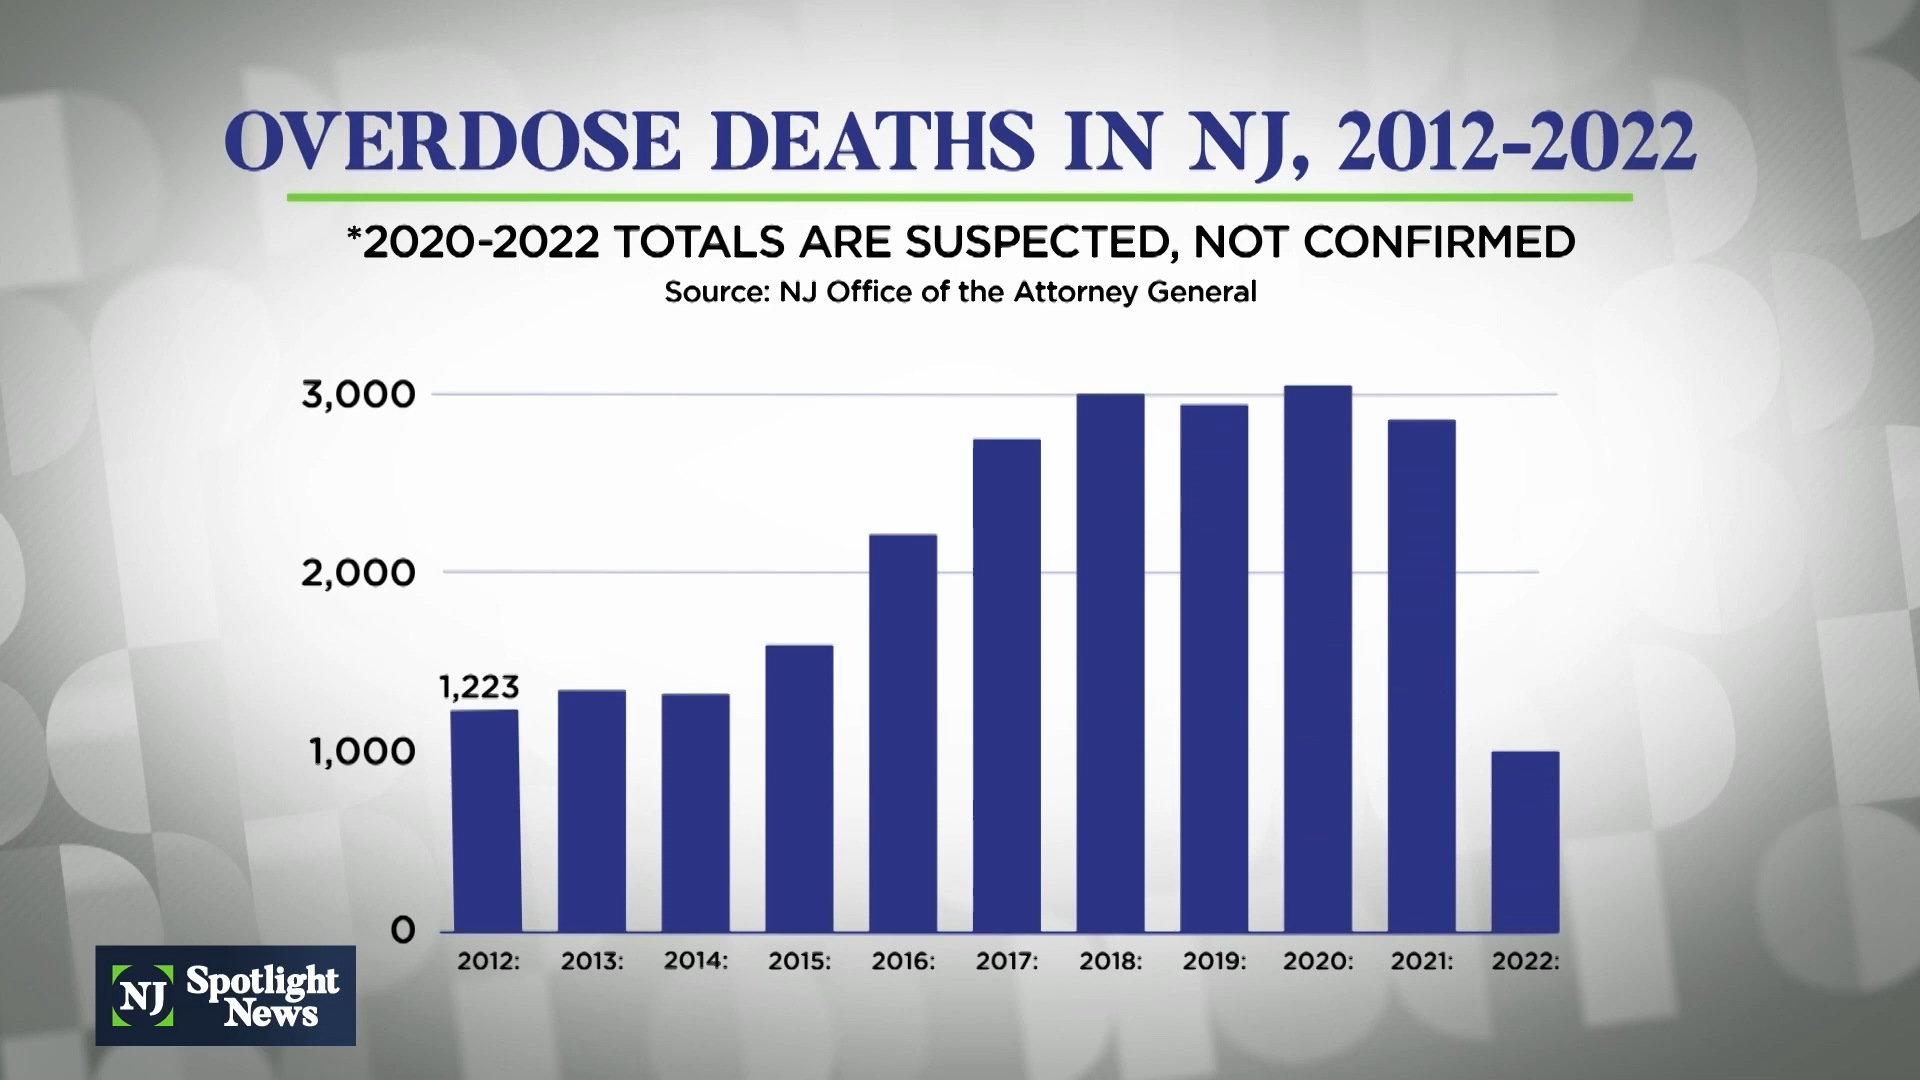 OVERDOSE DEATHS IN NJ, 2012-2022
*2020-2022 TOTALS ARE SUSPECTED, NOT CONFIRMED
Source: NJ Office of the Attorney General
3,000
2,000
1,223
1,000
0
2012: 2013: 2014: 2015: 2016: 2017: 2018: 2019: 2020: 2021: 2022:
NJ Spotlight
News